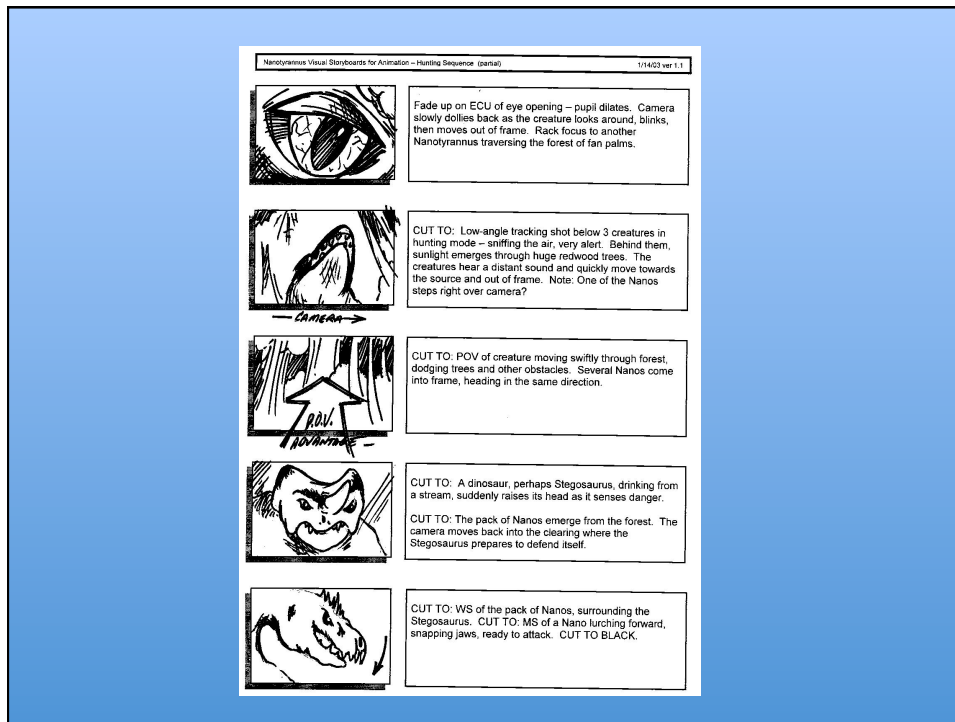 Nanotyrannus Visual Storyboards for Animation – Hunting Sequence (partial) 1/14/03 ver 1.1
Fade up on ECU of eye opening – pupil dilates. Camera
slowly dollies back as the creature looks around, blinks,
then moves out of frame. Rack focus to another
Nanotyrannus traversing the forest of fan palms.
CUT TO: Low-angle tracking shot below 3 creatures in
hunting mode – sniffing the air, very alert. Behind them,
sunlight emerges through huge redwood trees. The
creatures hear a distant sound and quickly move towards
the source and out of frame. Note: One of the Nanos
steps right over camera?
CAMERA
CUT TO: POV of creature moving swiftly through forest,
dodging trees and other obstacles. Several Nanos come
into frame, heading in the same direction.
P.O.V.
ADVANTAGE
CUT TO: A dinosaur, perhaps Stegosaurus, drinking from
a stream, suddenly raises its head as it senses danger.
CUT TO: The pack of Nanos emerge from the forest. The
camera moves back into the clearing where the
Stegosaurus prepares to defend itself.
CUT TO: WS of the pack of Nanos, surrounding the
Stegosaurus. CUT TO: MS of a Nano lurching forward,
snapping jaws, ready to attack. CUT TO BLACK.